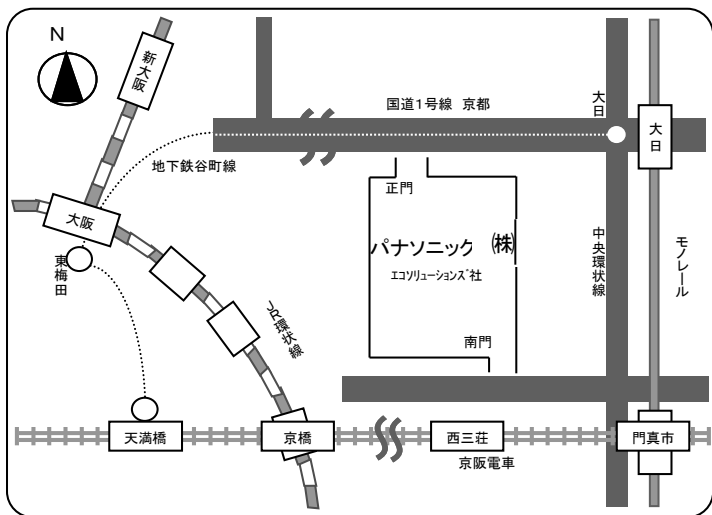 N
新大阪
国道1号線 京都
大日
大日
地下鉄谷町線
正門
大阪
パナソニック ㈱
エコソリューションズ社
中央環状線
モノレール
東梅田
JR環状線
南門
天満橋
京橋
西三荘
門真市
京阪電車